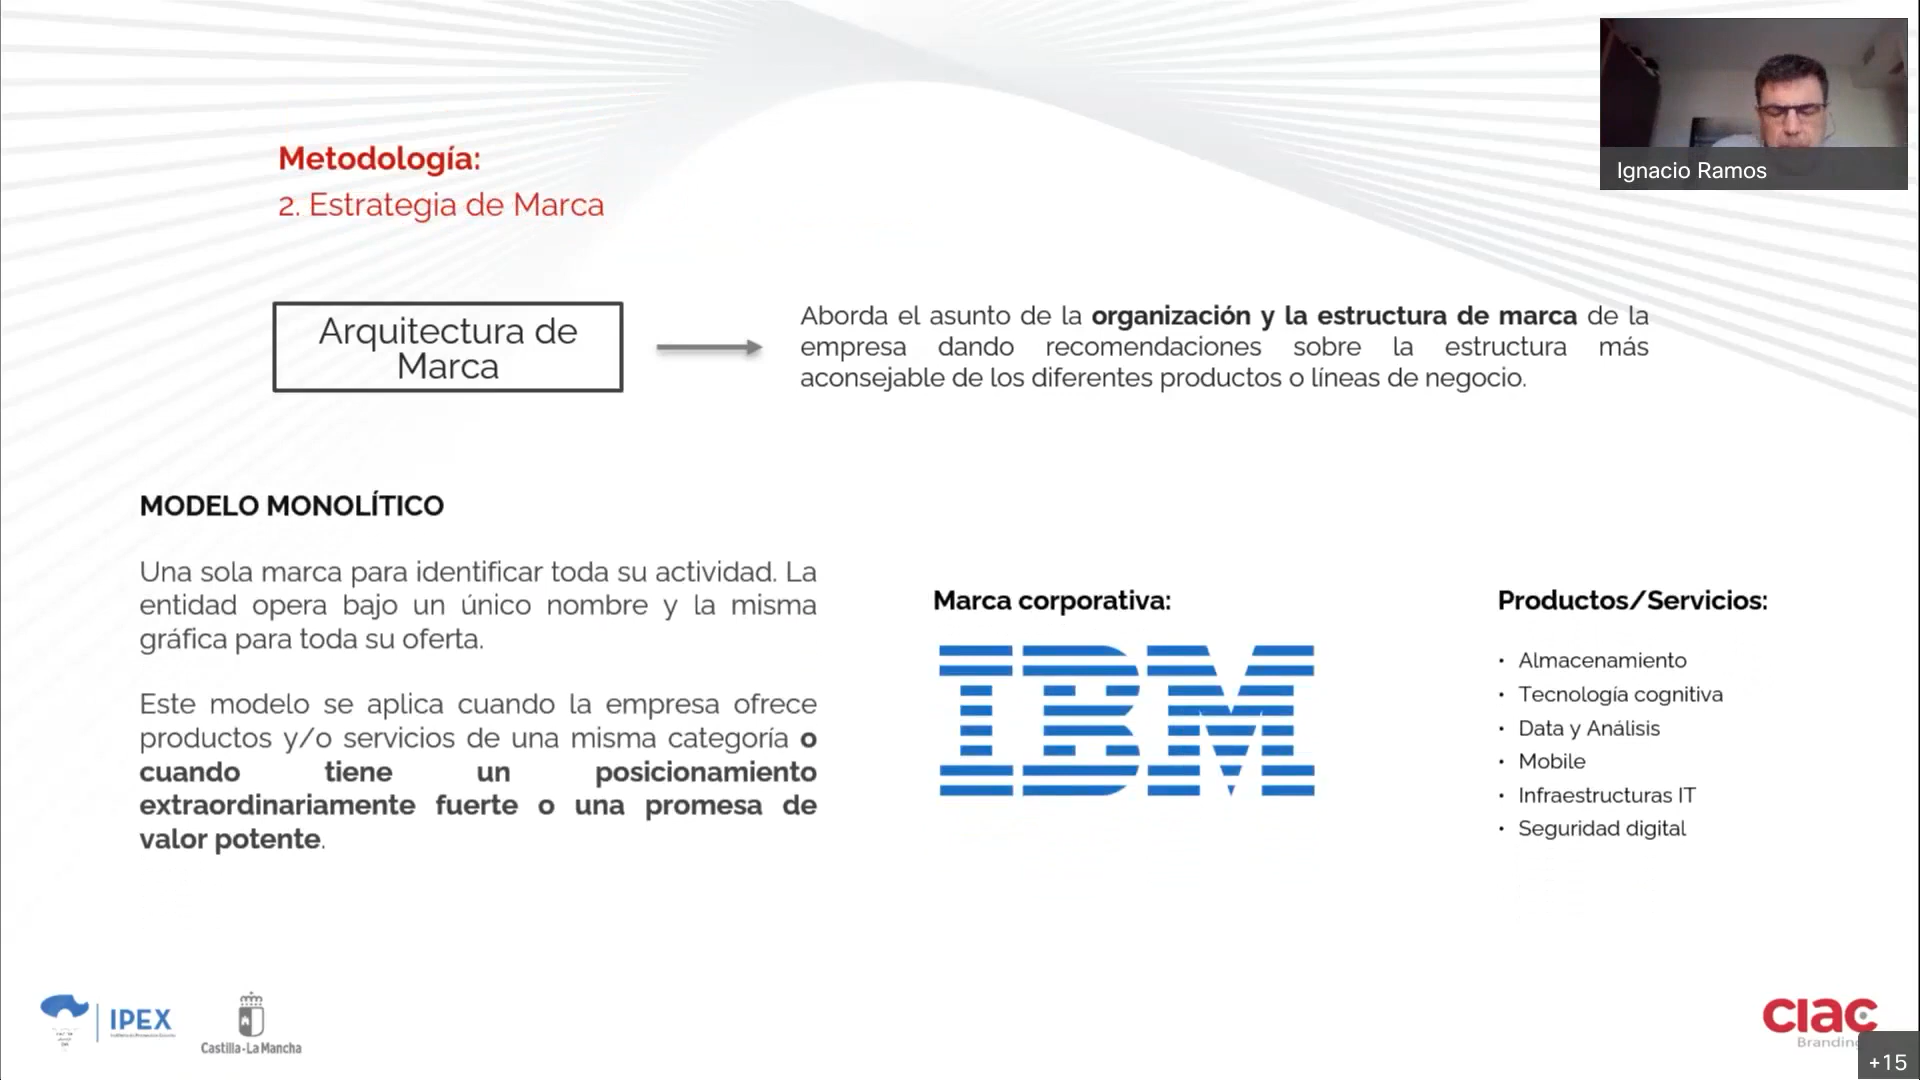 Ignacio Ramos
Metodología:
2. Estrategia de Marca
Arquitectura de
Marca
Aborda el asunto de la organización y la estructura de marca de la
empresa dando recomendaciones sobre la estructura más
aconsejable de los diferentes productos o líneas de negocio.
MODELO MONOLÍTICO
Una sola marca para identificar toda su actividad. La
entidad opera bajo un único nombre y la misma
gráfica para toda su oferta.
Este modelo se aplica cuando la empresa ofrece
productos y/o servicios de una misma categoría o
cuando tiene un posicionamiento
extraordinariamente fuerte o una promesa de
valor potente.
Marca corporativa:
IBM
Productos/Servicios:
• Almacenamiento
• Tecnología cognitiva
• Data y Análisis
• Mobile
• Infraestructuras IT
• Seguridad digital
IPEX
Castilla-La Mancha
ciac
Branding
+15